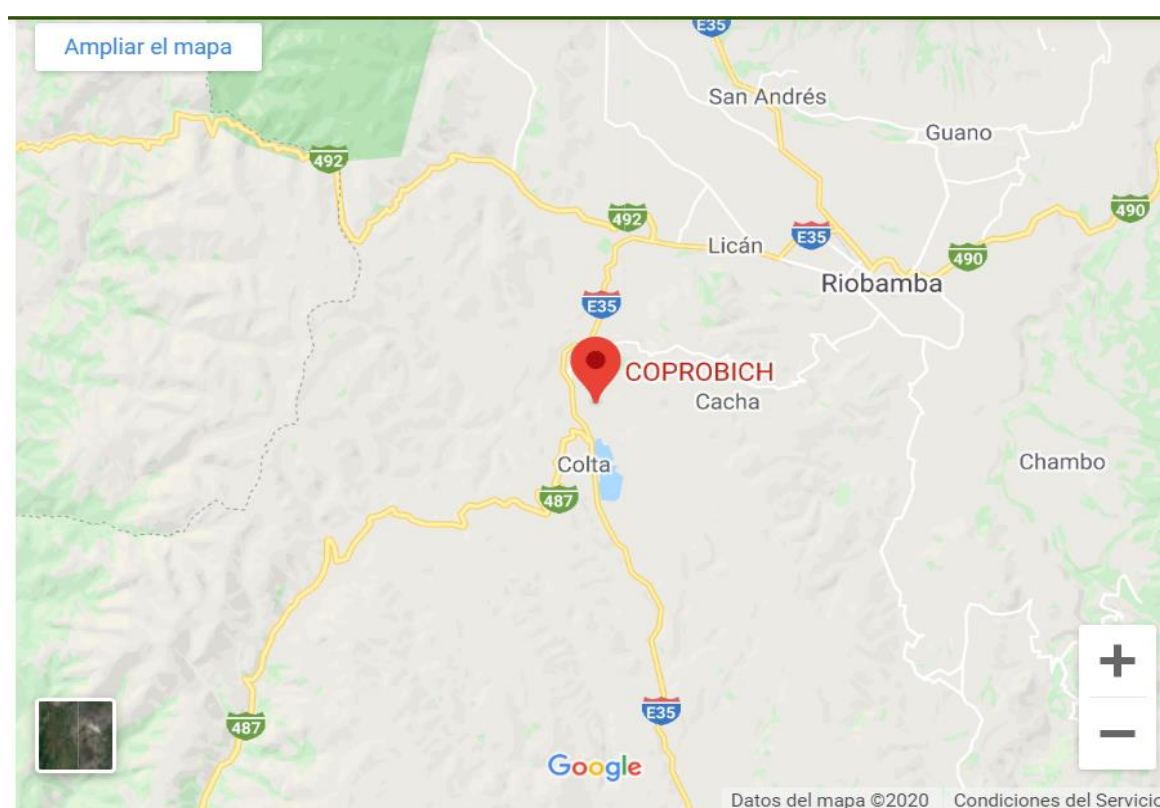 Ampliar el mapa
E35
San Andrés
Guano
492
492
490
Licán
E35
490
Riobamba
E35
COPROBICH
Cacha
Colta
Chambo
487
+
E35
487
−
Google
Datos del mapa ©2020 Condiciones del Servicio